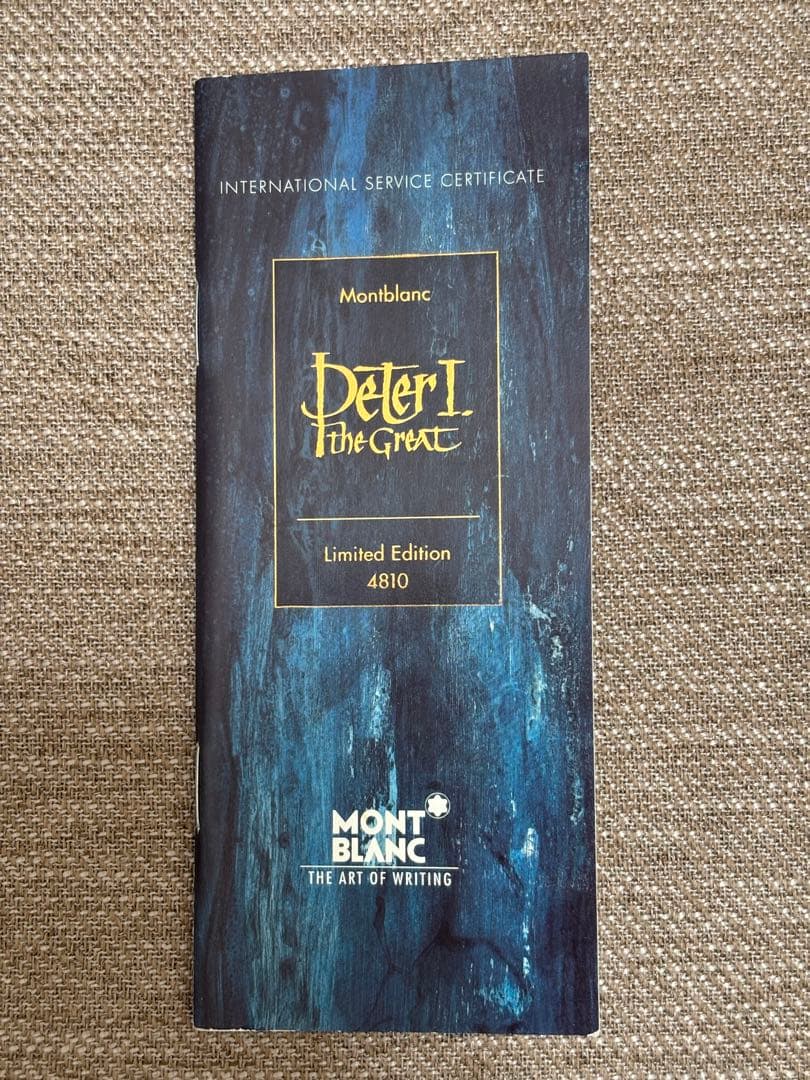 INTERNATIONAL SERVICE CERTIFICATE
Montblanc
Peter I.
the Great
Limited Edition
4810
MONT
BLANC
THE ART OF WRITING